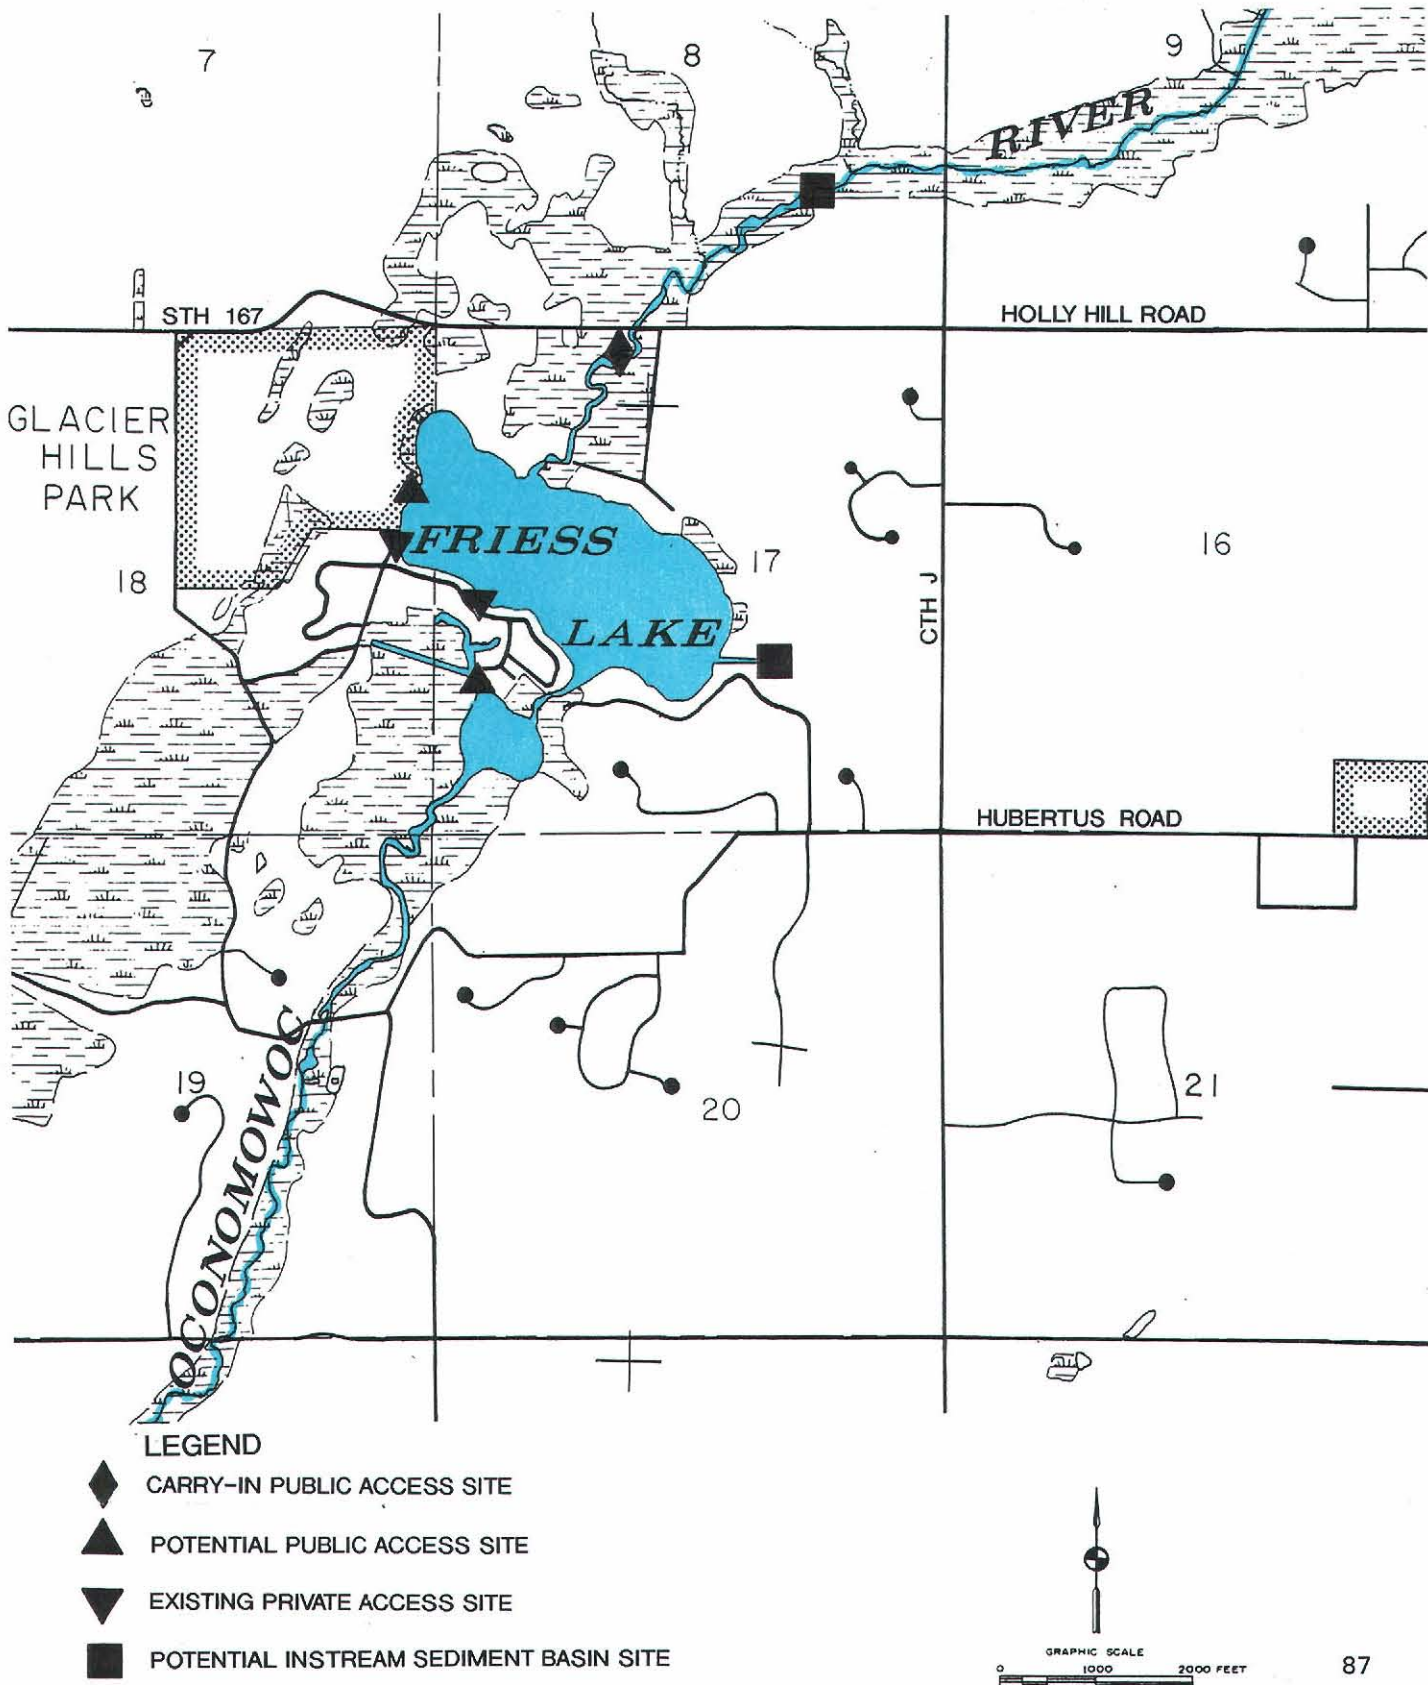 7
8
9
RIVER
STH 167
HOLLY HILL ROAD
GLACIER
HILLS
PARK
FRIESS
LAKE
18
17
16
CTH J
HUBERTUS ROAD
19
20
21
OCONOMOWOC
LEGEND
CARRY-IN PUBLIC ACCESS SITE
POTENTIAL PUBLIC ACCESS SITE
EXISTING PRIVATE ACCESS SITE
POTENTIAL INSTREAM SEDIMENT BASIN SITE
GRAPHIC SCALE
0 1000 2000 FEET
87